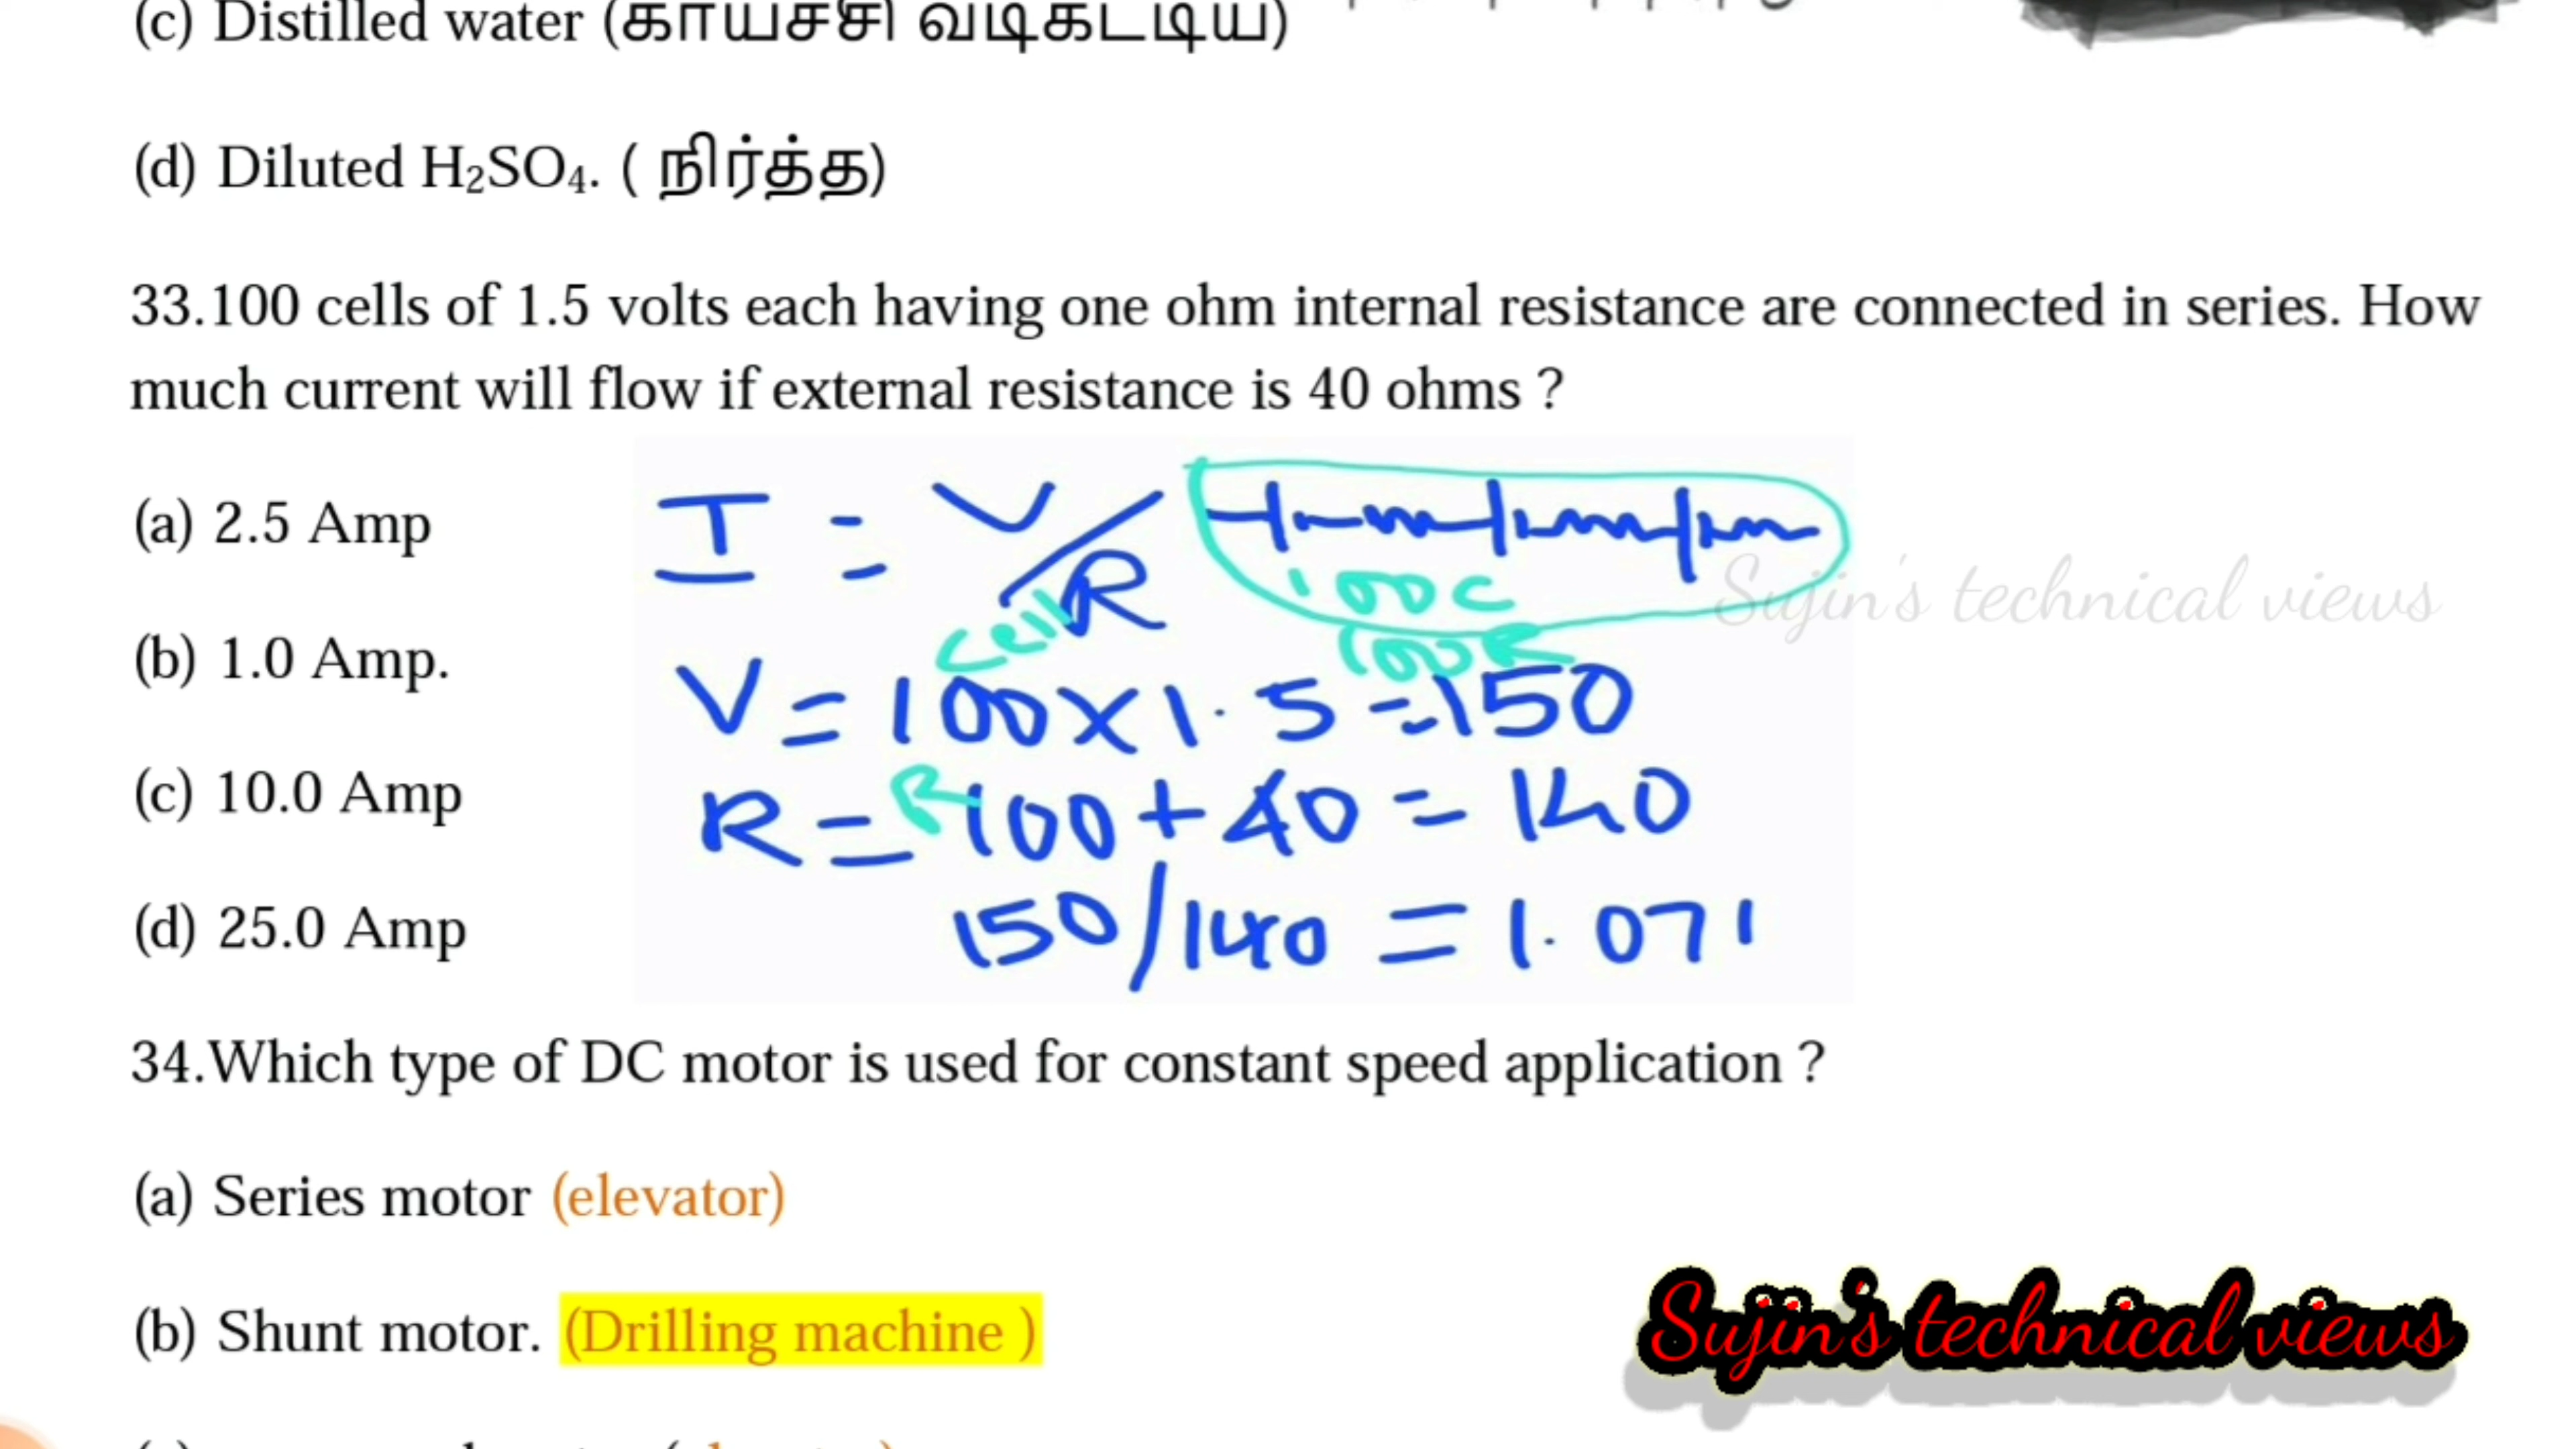 (c) Distilled water (காய்ச்சி வடிகட்டிய)
(d) Diluted H₂SO₄. ( நிர்த்த)
33.100 cells of 1.5 volts each having one ohm internal resistance are connected in series. How
much current will flow if external resistance is 40 ohms ?
(a) 2.5 Amp
I = V/R
100C
Sujin's technical views
(b) 1.0 Amp.
cell
100R
V = 100 X 1.5 = 150
(c) 10.0 Amp
R = R 100 + 40 = 140
(d) 25.0 Amp
150/140 = 1.071
34.Which type of DC motor is used for constant speed application ?
(a) Series motor (elevator)
(b) Shunt motor. (Drilling machine )
Sujin's technical views